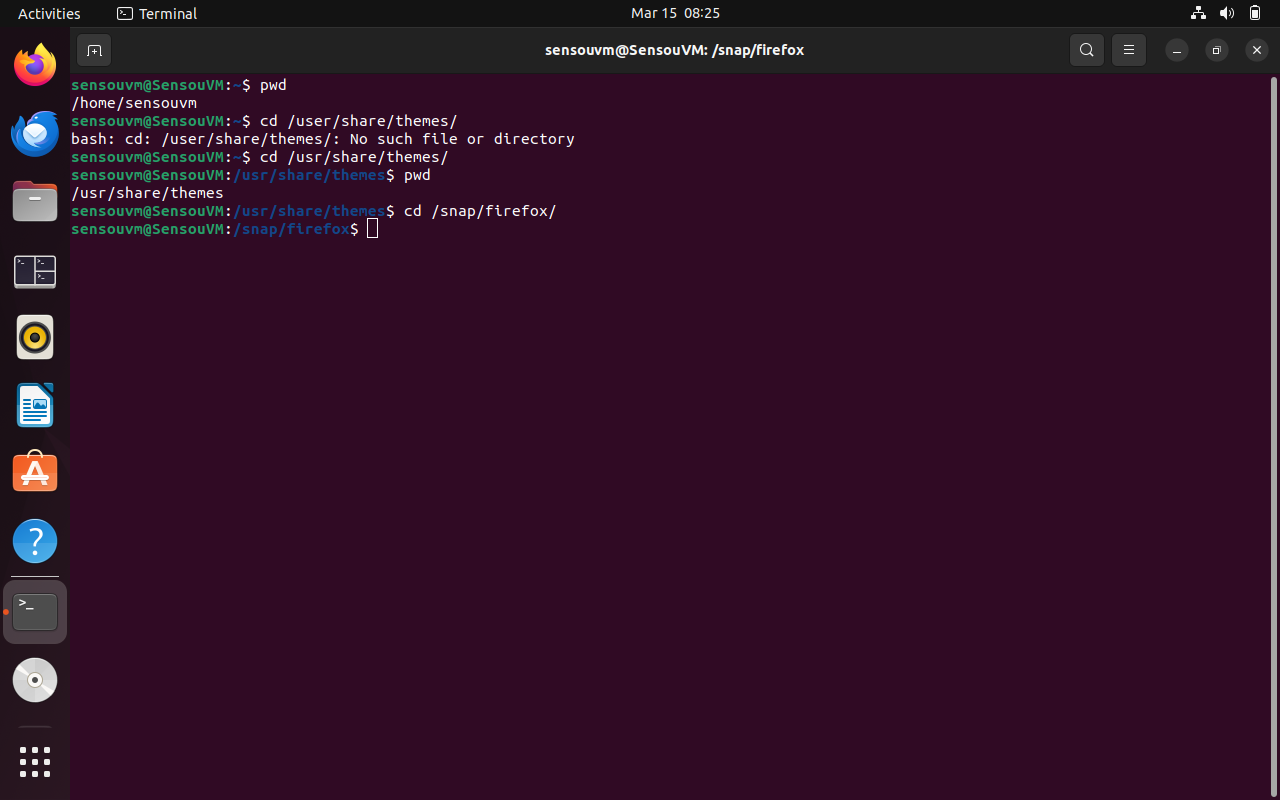 Activities
Terminal
Mar 15 08:25
sensouvm@SensouVM: /snap/firefox
sensouvm@SensouVM:~$ pwd
/home/sensouvm
sensouvm@SensouVM:~$ cd /user/share/themes/
bash: cd: /user/share/themes/: No such file or directory
sensouvm@SensouVM:~$ cd /usr/share/themes/
sensouvm@SensouVM:/usr/share/themes$ pwd
/usr/share/themes
sensouvm@SensouVM:/usr/share/themes$ cd /snap/firefox/
sensouvm@SensouVM:/snap/firefox$